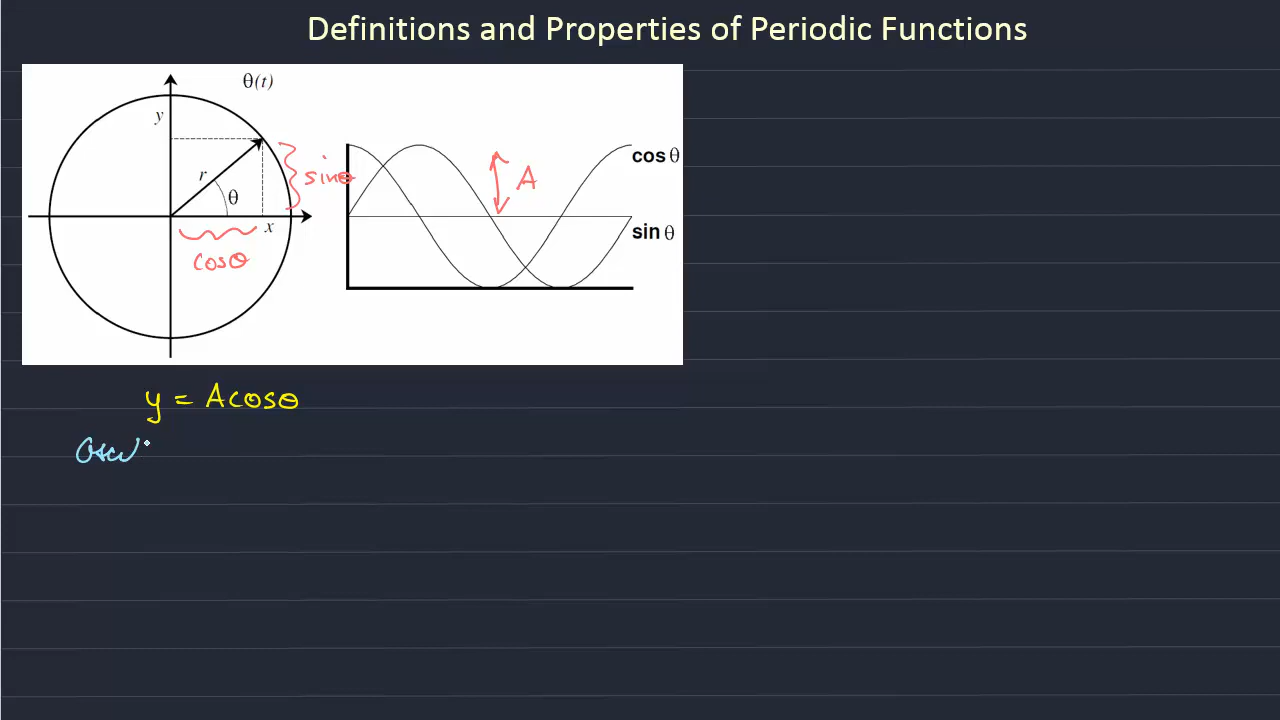 Definitions and Properties of Periodic Functions
θ(t)
y
r
θ
x
sinθ
cosθ
A
cos θ
sin θ
y = Acosθ